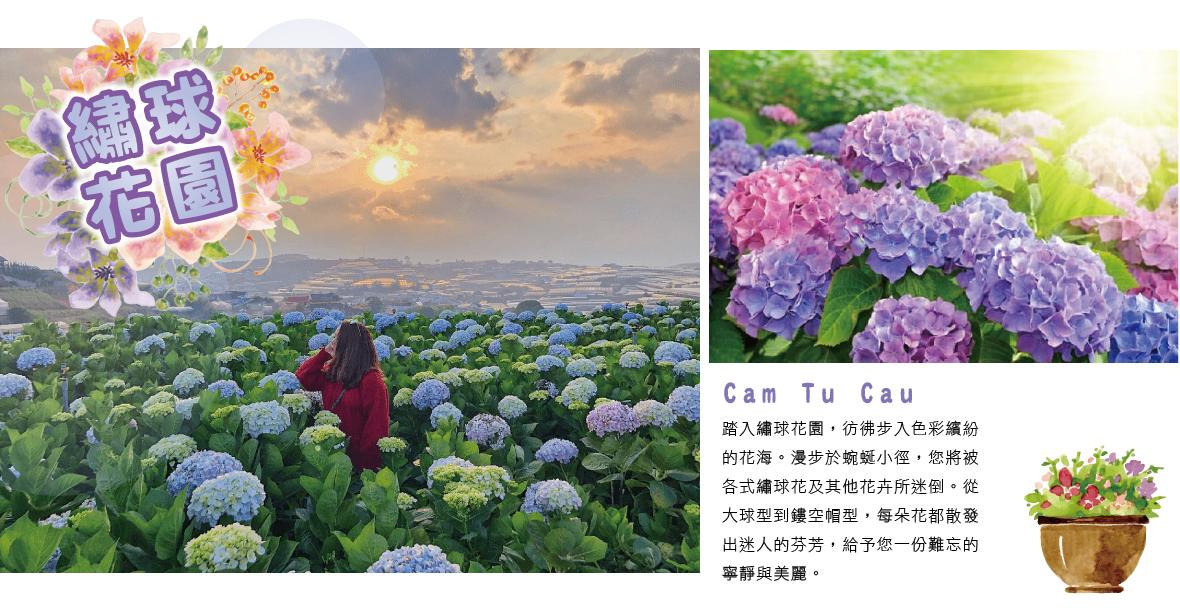 繡球
花園
Cam Tu Cau
踏入繡球花園，彷彿步入色彩繽紛
的花海。漫步於蜿蜒小徑，您將被
各式繡球花及其他花卉所迷倒。從
大球型到鏤空帽型，每朵花都散發
出迷人的芬芳，給予您一份難忘的
寧靜與美麗。